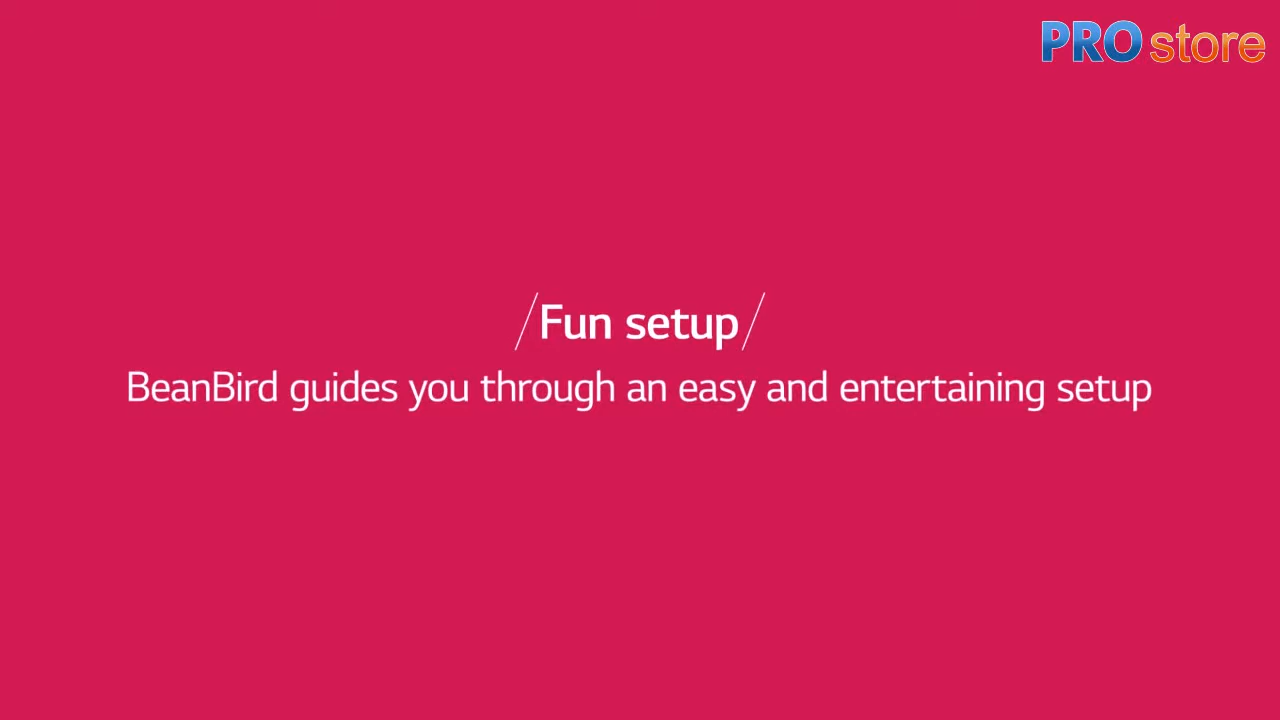 PRO store
/Fun setup/
BeanBird guides you through an easy and entertaining setup